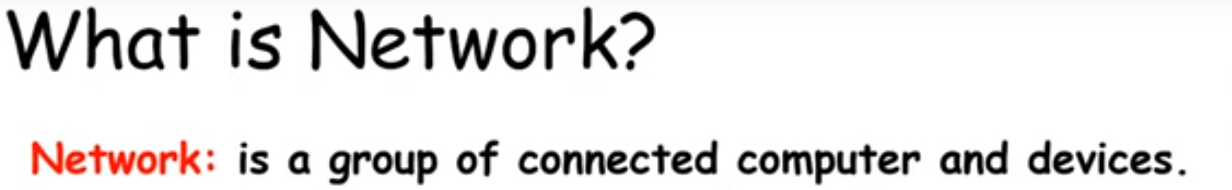 What is Network?
Network: is a group of connected computer and devices.